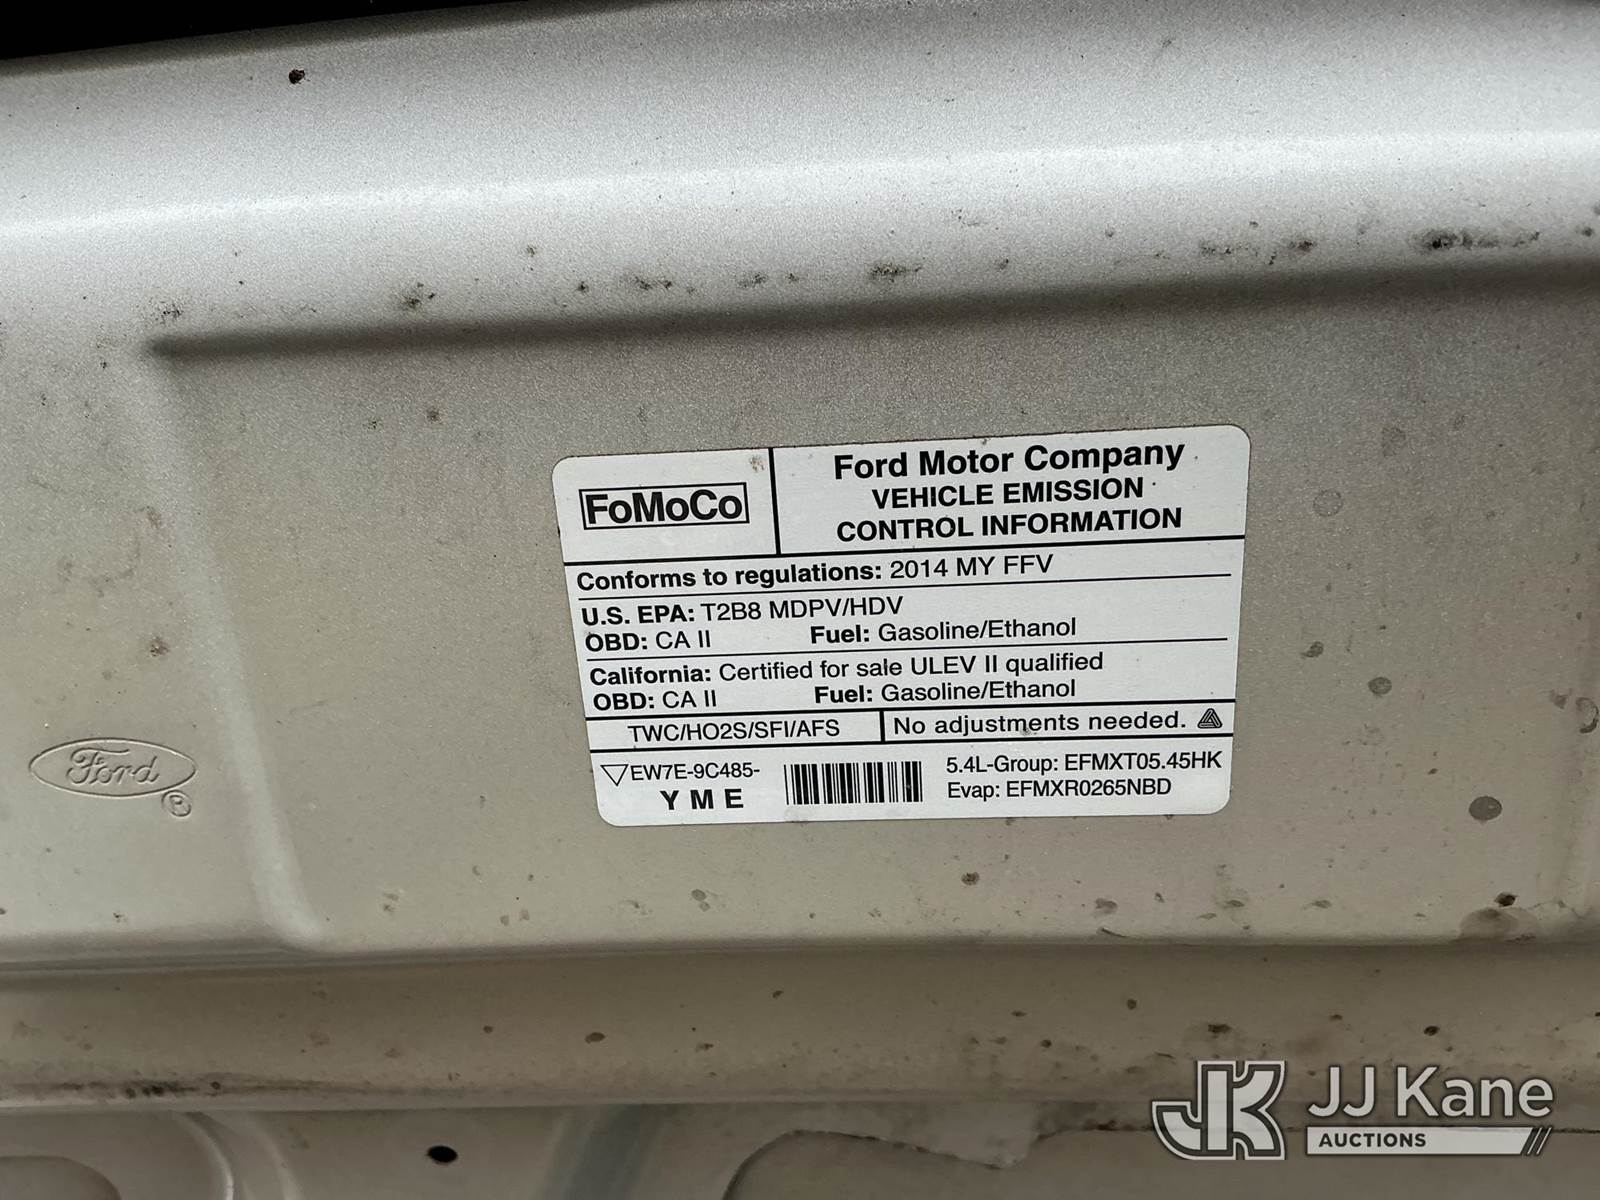 FoMoCo
Ford Motor Company
VEHICLE EMISSION
CONTROL INFORMATION
Conforms to regulations: 2014 MY FFV
U.S. EPA: T2B8 MDPV/HDV
OBD: CA II Fuel: Gasoline/Ethanol
California: Certified for sale ULEV II qualified
OBD: CA II Fuel: Gasoline/Ethanol
TWC/HO2S/SFI/AFS No adjustments needed.
EW7E-9C485-
Y M E
5.4L-Group: EFMXT05.45HK
Evap: EFMXR0265NBD
Ford
®
JK JJ Kane
AUCTIONS